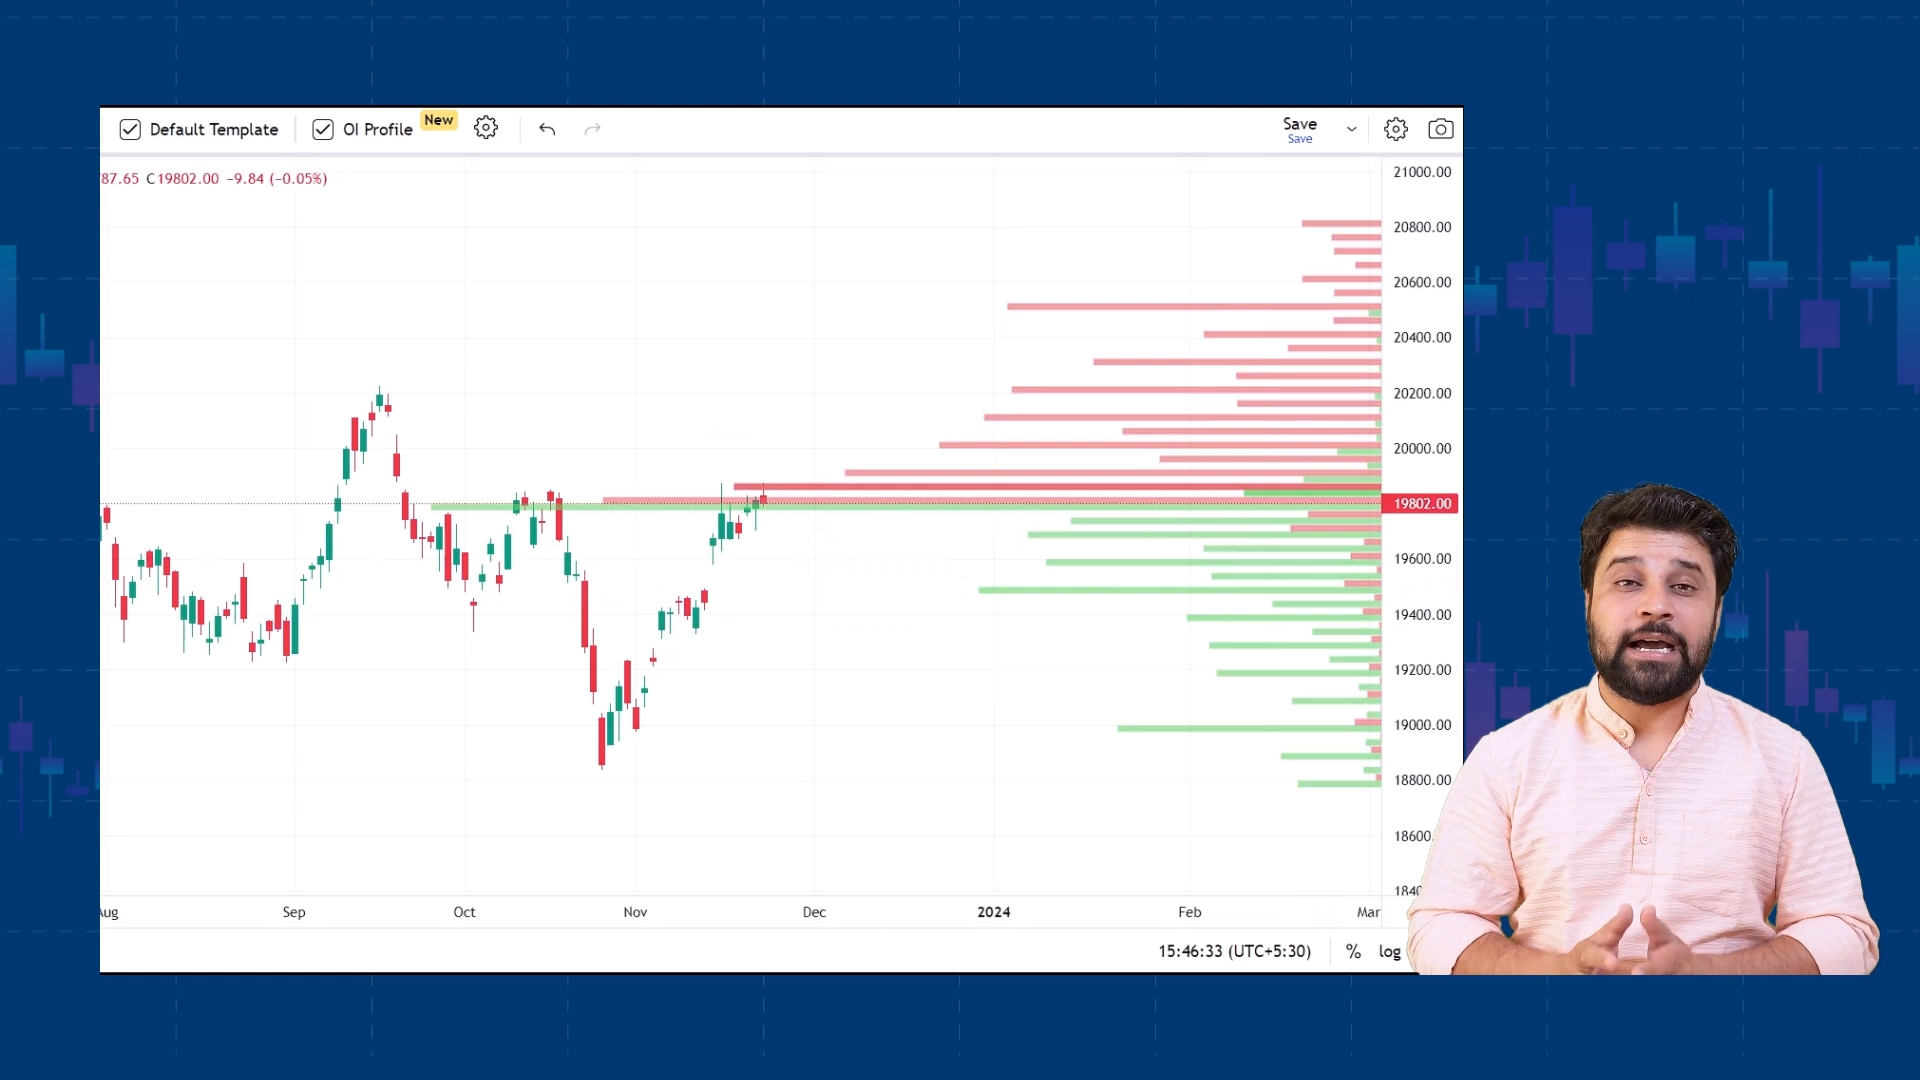 Default Template
OI Profile
New
Save
Save
87.65 C19802.00 −9.84 (−0.05%)
21000.00
20800.00
20600.00
20400.00
20200.00
20000.00
19802.00
19600.00
19400.00
19200.00
19000.00
18800.00
18600.
1840
Aug Sep Oct Nov Dec 2024 Feb Mar
15:46:33 (UTC+5:30) % log